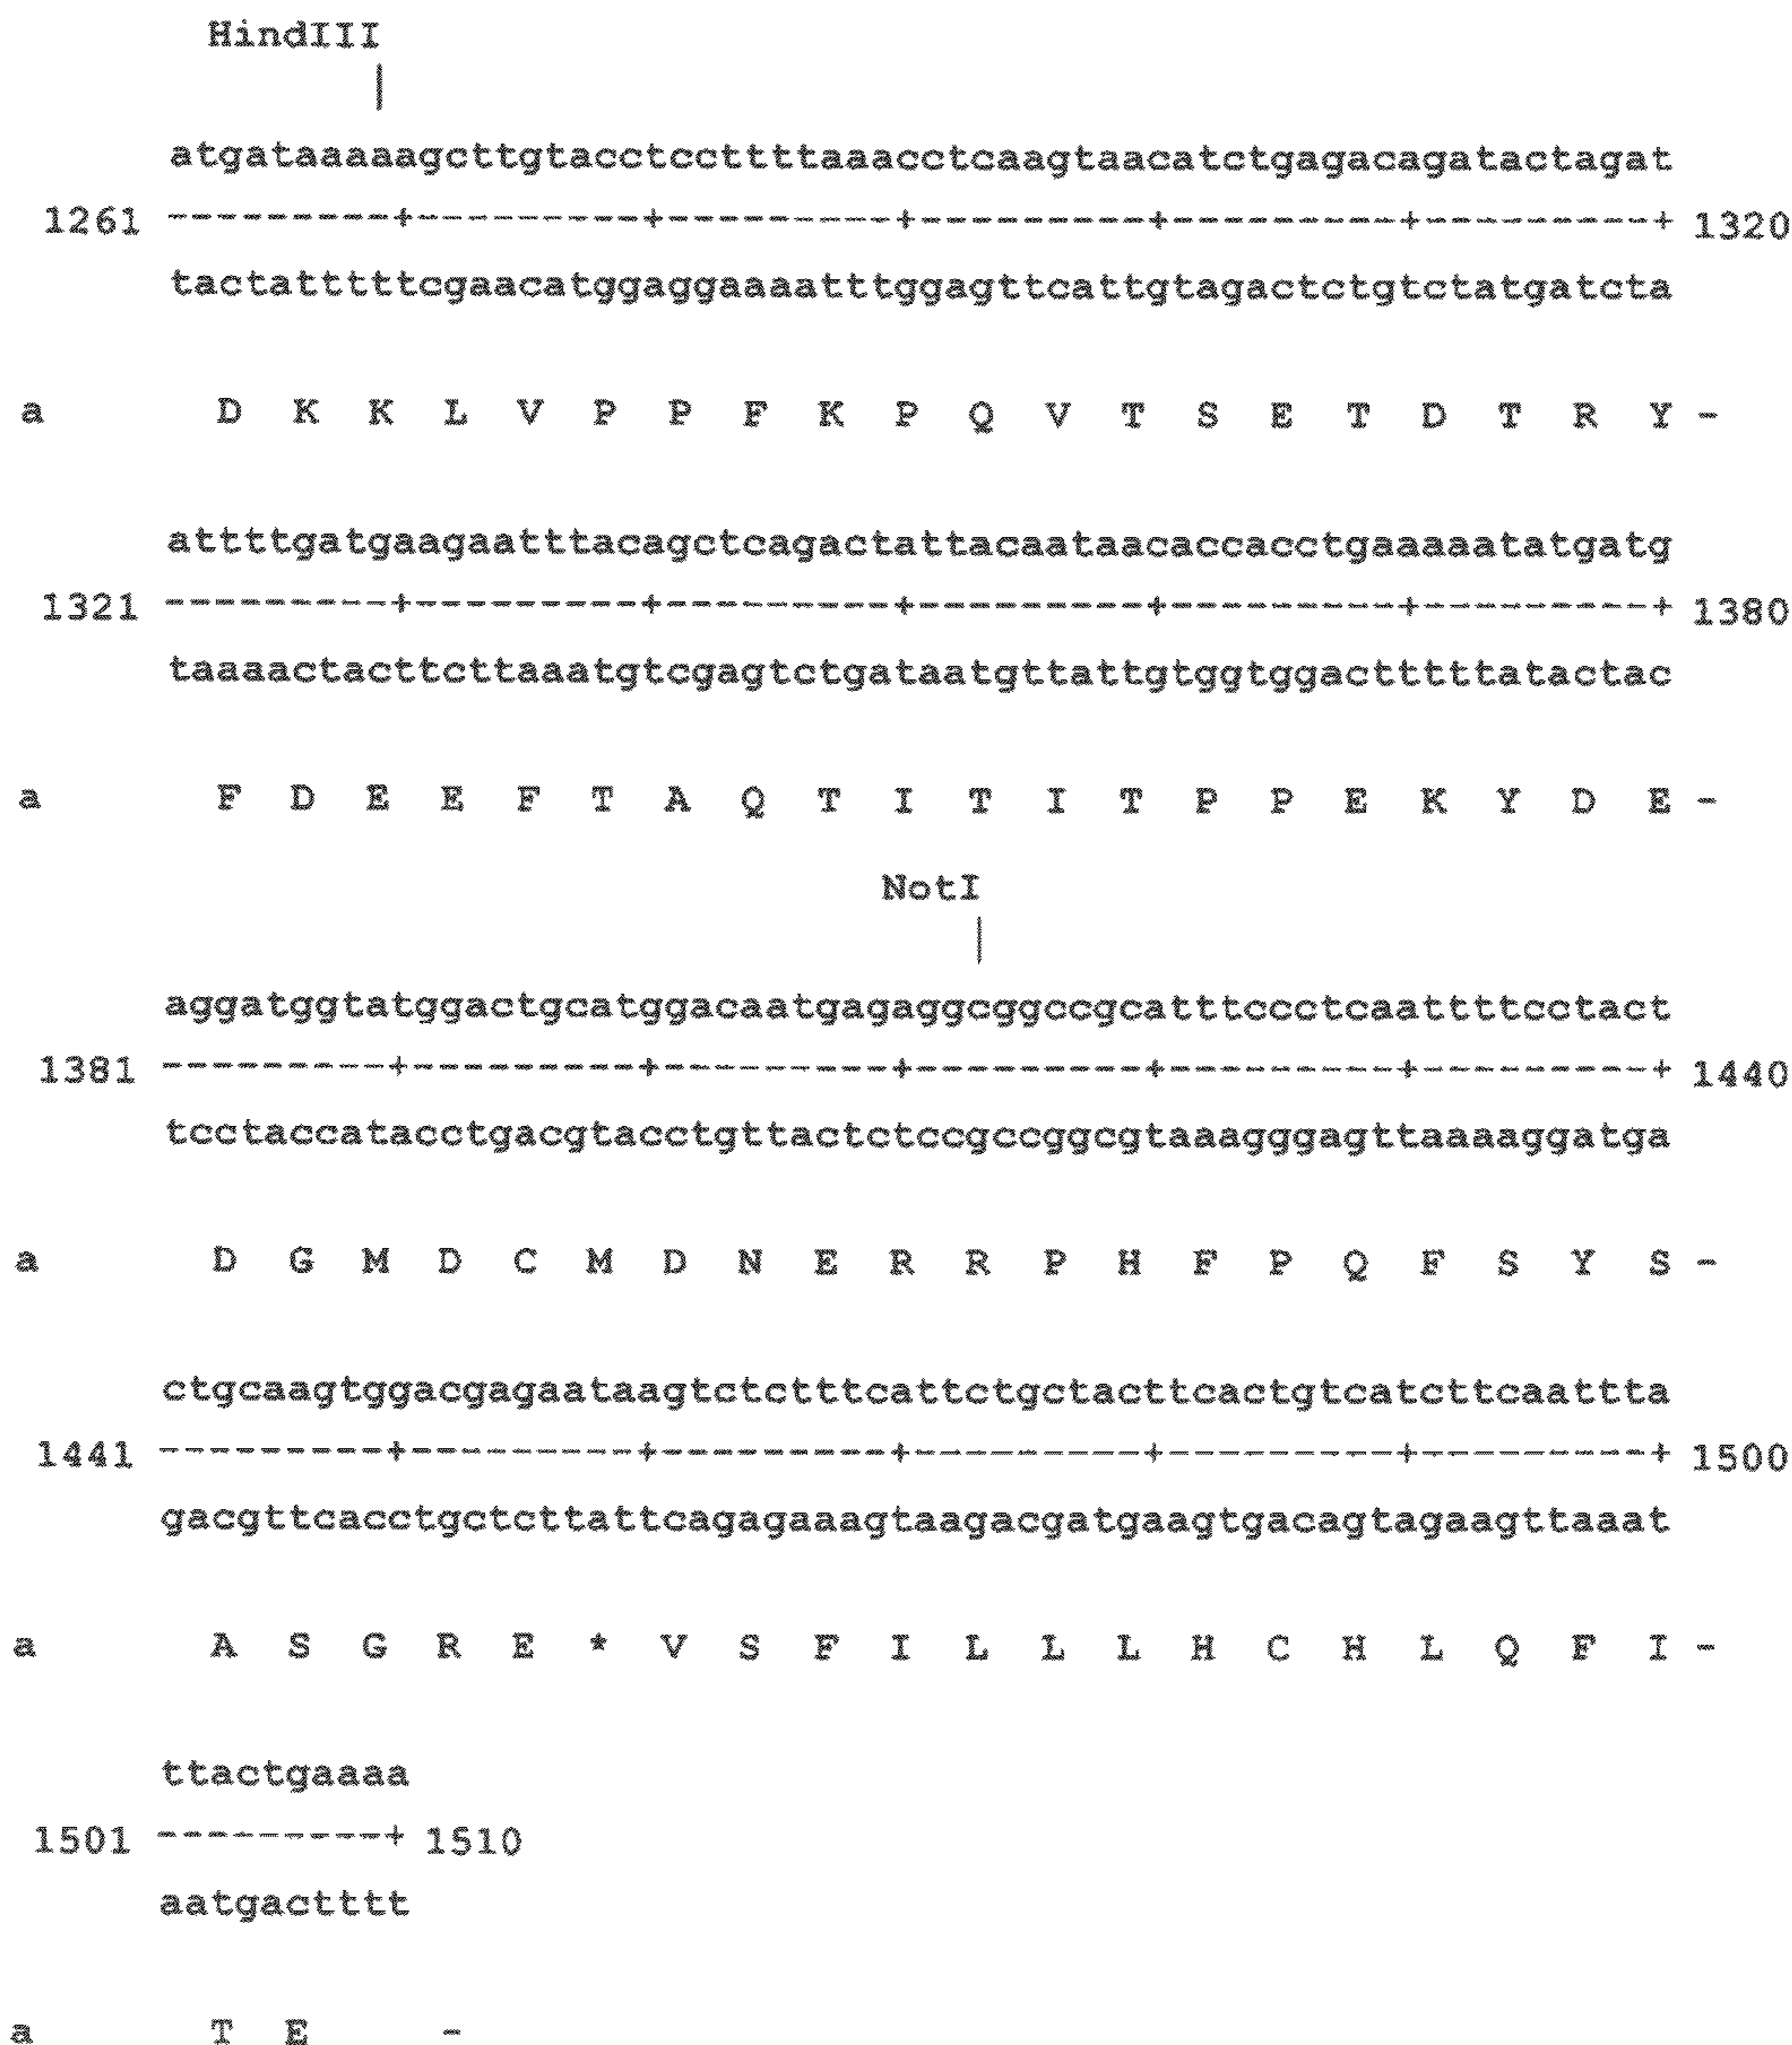 HindIII
|
atgataaaaagcttgtacctccttttaaacctcaagtaacatctgagacagatactagat
1261 ---------+---------+---------+---------+---------+---------+ 1320
tactatttttcgaacatggaggaaaatttggagttcattgtagactctgtctatgatcta
a D K K L V P P F K P Q V T S E T D T R Y -
attttgatgaagaatttacagctcagactattacaataacaccacctgaaaaatatgatg
1321 ---------+---------+---------+---------+---------+---------+ 1380
taaaactacttcttaaatgtcgagtctgataatgttattgtggtggactttttatactac
a F D E E F T A Q T I T I T P P E K Y D E -
NotI
|
aggatggtatggactgcatggacaatgagaggcggccgcatttccctcaattttcctact
1381 ---------+---------+---------+---------+---------+---------+ 1440
tcctaccatacctgacgtacctgttactctccgccggcgtaaagggagttaaaaggatga
a D G M D C M D N E R R P H F P Q F S Y S -
ctgcaagtggacgagaataagtctctttcattctgctacttcactgtcatcttcaattta
1441 ---------+---------+---------+---------+---------+---------+ 1500
gacgttcacctgctcttattcagagaaagtaagacgatgaagtgacagtagaagttaaat
a A S G R E * V S F I L L L H C H L Q F I -
ttactgaaaa
1501 ---------+ 1510
aatgactttt
a T E -